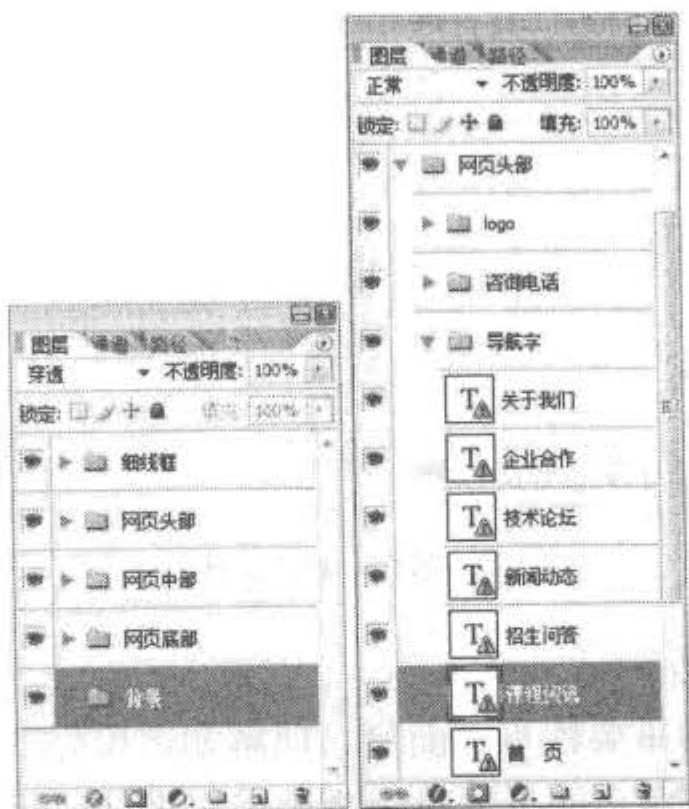 图层 通道 路径
穿透 不透明度: 100%
锁定: 填充: 100%
细线框
网页头部
网页中部
网页底部
背景
图层 通道 路径
正常 不透明度: 100%
锁定: 填充: 100%
网页头部
logo
咨询电话
导航字
T 关于我们
T 企业合作
T 技术论坛
T 新闻动态
T 招生问答
T
T 首 页